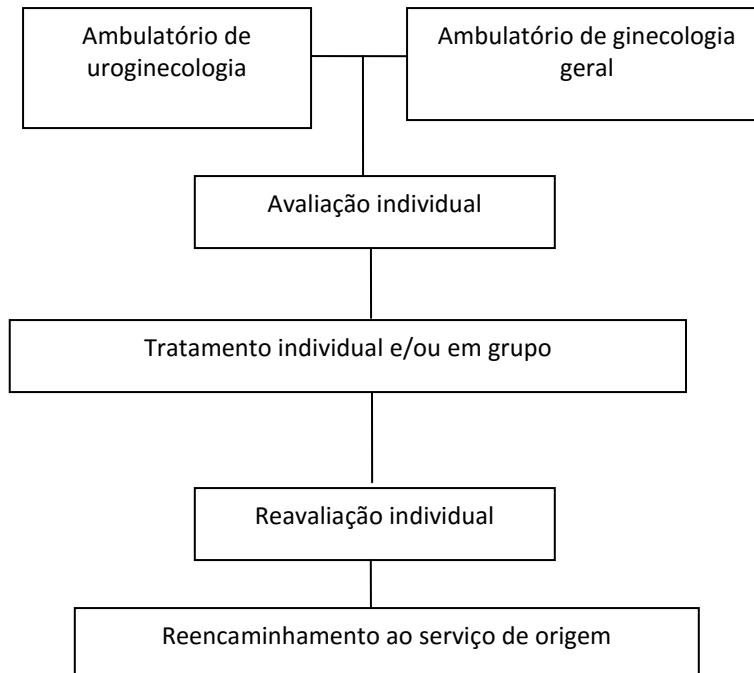 Ambulatório de
uroginecologia
Ambulatório de ginecologia
geral
Avaliação individual
Tratamento individual e/ou em grupo
Reavaliação individual
Reencaminhamento ao serviço de origem